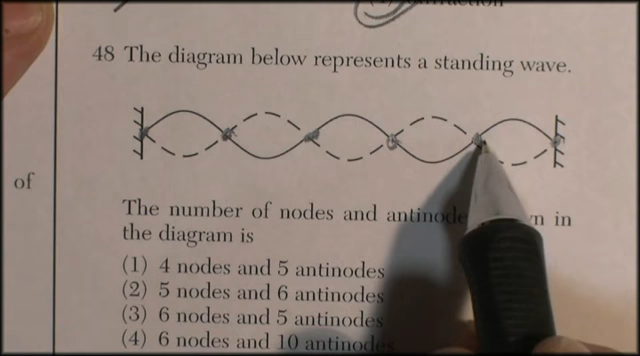 48 The diagram below represents a standing wave.
of
The number of nodes and in
the diagram is
(1) 4 nodes and 5 antinodes
(2) 5 nodes and 6 antinodes
(3) 6 nodes and 5 antinodes
(4) 6 nodes and 10 antinodes